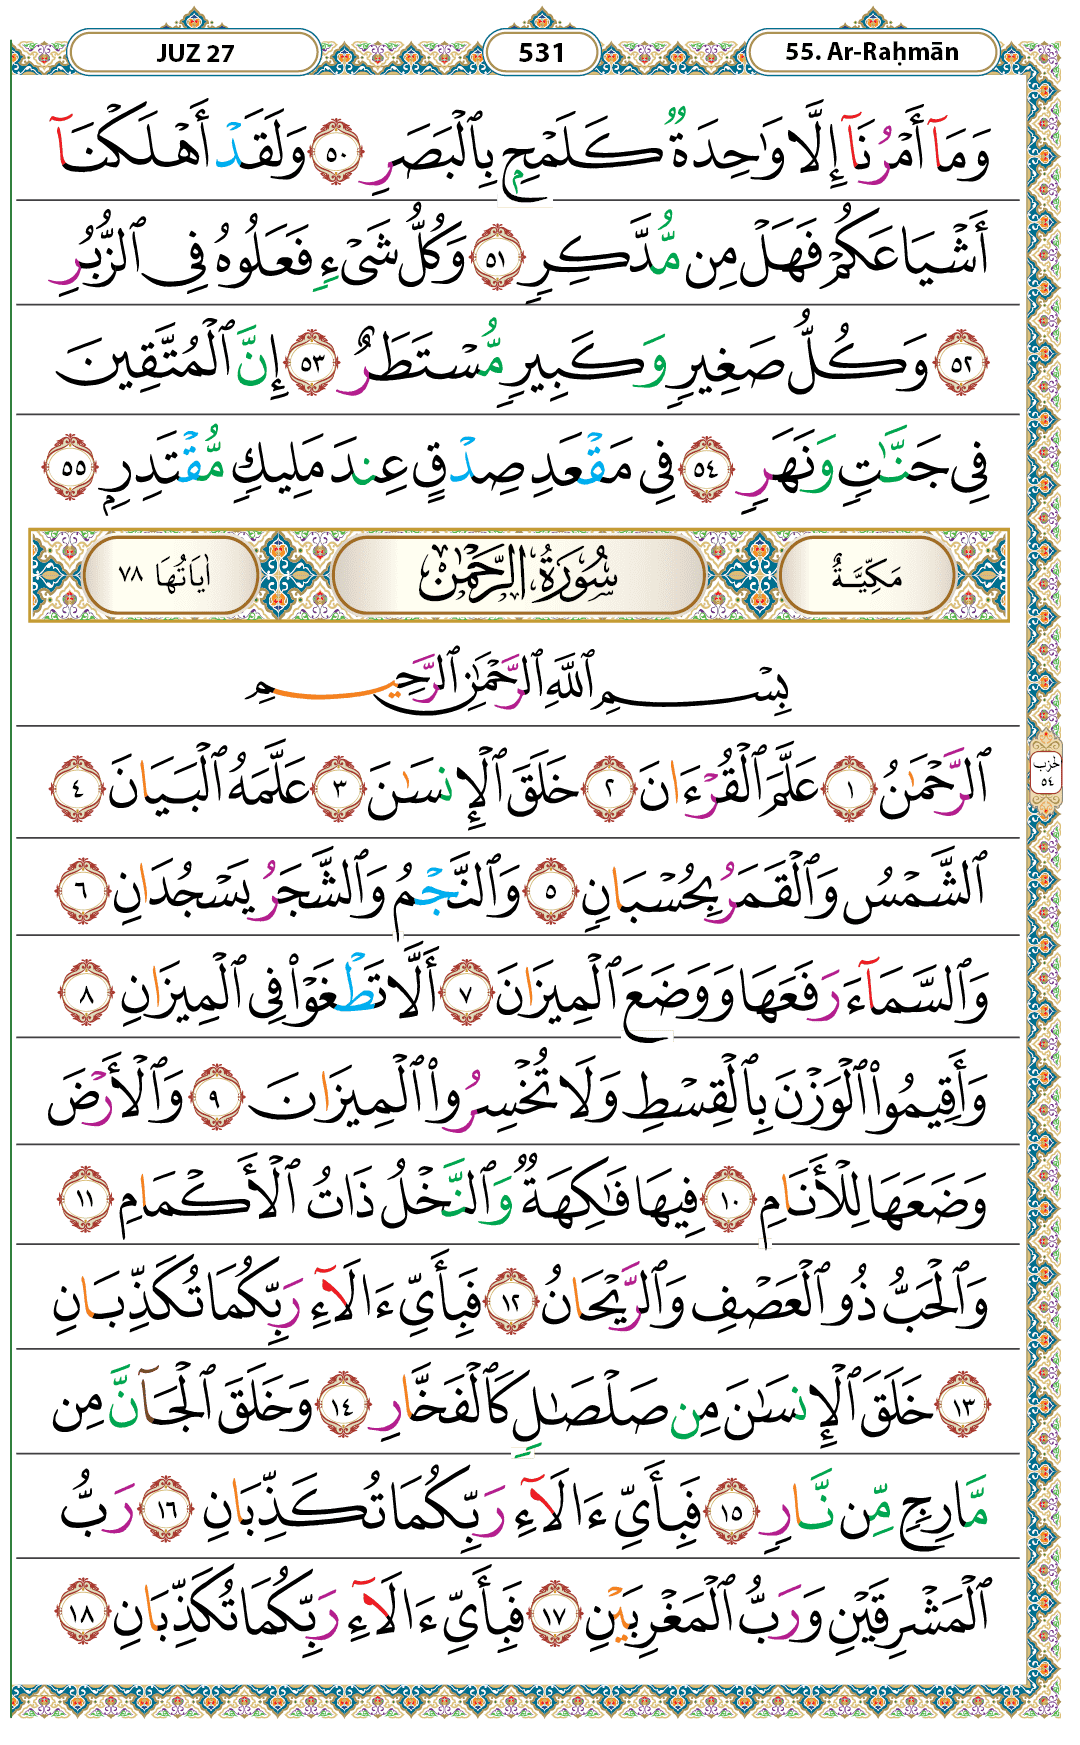 JUZ 27 531 55. Ar-Raḥmān
وَمَآ أَمْرُنَآ إِلَّا وَٰحِدَةٌ كَلَمْحٍۭ بِٱلْبَصَرِ ٥٠ وَلَقَدْ أَهْلَكْنَآ
أَشْيَاعَكُمْ فَهَلْ مِن مُّدَّكِرٍ ٥١ وَكُلُّ شَىْءٍ فَعَلُوهُ فِى ٱلزُّبُرِ
٥٢ وَكُلُّ صَغِيرٍ وَكَبِيرٍ مُّسْتَطَرٌ ٥٣ إِنَّ ٱلْمُتَّقِينَ
فِى جَنَّٰتٍ وَنَهَرٍ ٥٤ فِى مَقْعَدِ صِدْقٍ عِندَ مَلِيكٍ مُّقْتَدِرٍۭ ٥٥
مَكِّيَّةٌ سُورَةُ الرَّحْمٰن اٰيَاتُهَا ٧٨
بِسْمِ ٱللَّهِ ٱلرَّحْمَٰنِ ٱلرَّحِيمِ
ٱلرَّحْمَٰنُ ١ عَلَّمَ ٱلْقُرْءَانَ ٢ خَلَقَ ٱلْإِنسَٰنَ ٣ عَلَّمَهُ ٱلْبَيَانَ ٤
حزب ٥٤
ٱلشَّمْسُ وَٱلْقَمَرُ بِحُسْبَانٍ ٥ وَٱلنَّجْمُ وَٱلشَّجَرُ يَسْجُدَانِ ٦
وَٱلسَّمَآءَ رَفَعَهَا وَوَضَعَ ٱلْمِيزَانَ ٧ أَلَّا تَطْغَوْا۟ فِى ٱلْمِيزَانِ ٨
وَأَقِيمُوا۟ ٱلْوَزْنَ بِٱلْقِسْطِ وَلَا تُخْسِرُوا۟ ٱلْمِيزَانَ ٩ وَٱلْأَرْضَ
وَضَعَهَا لِلْأَنَامِ ١٠ فِيهَا فَٰكِهَةٌ وَٱلنَّخْلُ ذَاتُ ٱلْأَكْمَامِ ١١
وَٱلْحَبُّ ذُو ٱلْعَصْفِ وَٱلرَّيْحَانُ ١٢ فَبِأَىِّ ءَالَآءِ رَبِّكُمَا تُكَذِّبَانِ
١٣ خَلَقَ ٱلْإِنسَٰنَ مِن صَلْصَٰلٍ كَٱلْفَخَّارِ ١٤ وَخَلَقَ ٱلْجَآنَّ مِن
مَّارِجٍ مِّن نَّارٍ ١٥ فَبِأَىِّ ءَالَآءِ رَبِّكُمَا تُكَذِّبَانِ ١٦ رَبُّ
ٱلْمَشْرِقَيْنِ وَرَبُّ ٱلْمَغْرِبَيْنِ ١٧ فَبِأَىِّ ءَالَآءِ رَبِّكُمَا تُكَذِّبَانِ ١٨